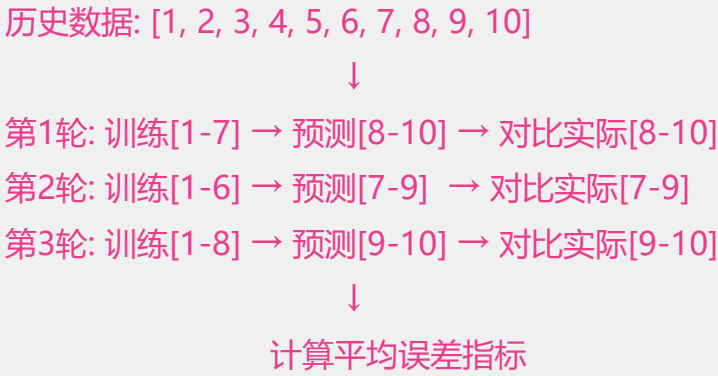 历史数据: [1, 2, 3, 4, 5, 6, 7, 8, 9, 10]
↓
第1轮: 训练[1-7] → 预测[8-10] → 对比实际[8-10]
第2轮: 训练[1-6] → 预测[7-9] → 对比实际[7-9]
第3轮: 训练[1-8] → 预测[9-10] → 对比实际[9-10]
↓
计算平均误差指标